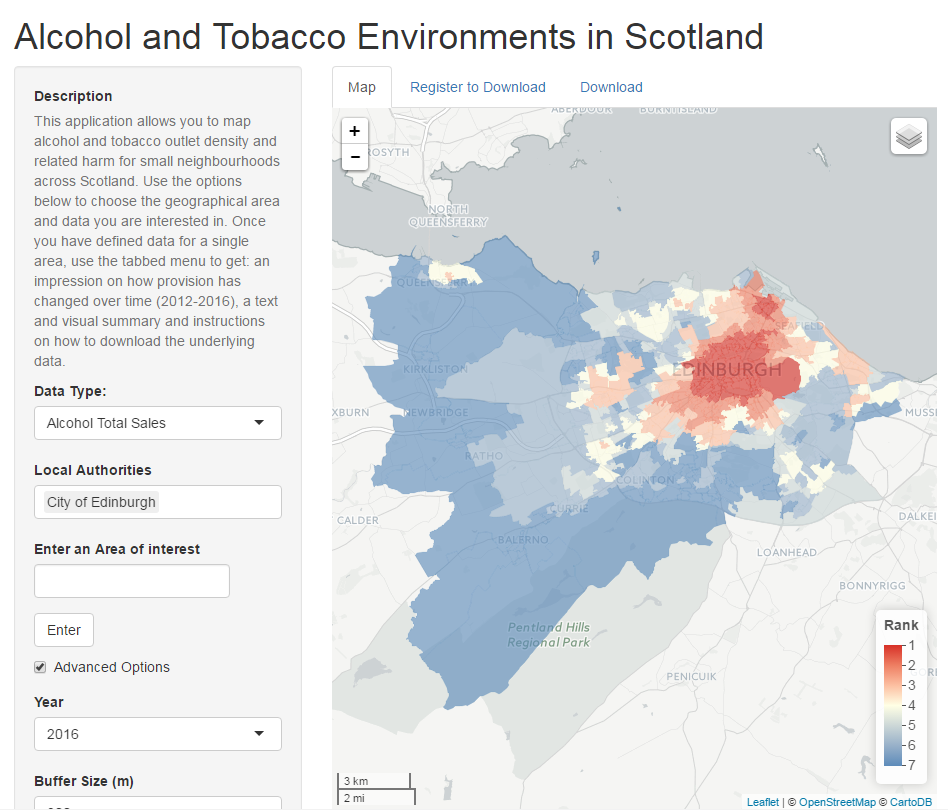 Alcohol and Tobacco Environments in Scotland
Description
This application allows you to map
alcohol and tobacco outlet density and
related harm for small neighbourhoods
across Scotland. Use the options
below to choose the geographical area
and data you are interested in. Once
you have defined data for a single
area, use the tabbed menu to get: an
impression on how provision has
changed over time (2012-2016), a text
and visual summary and instructions
on how to download the underlying
data.
Data Type:
Alcohol Total Sales
Local Authorities
City of Edinburgh
Enter an Area of interest
Enter
Advanced Options
Year
2016
Buffer Size (m)
Map Register to Download Download
+
-
ABERDOUR BURNTISLAND
ROSYTH
NORTH
QUEENSFERRY
QUEENSFERRY
SEAFIELD
EDINBURGH
KIRKLISTON
XBURN NEWBRIDGE MUSS
RATHO
COLINTON
CURRIE
CALDER DALKEI
BALERNO
LOANHEAD
BONNYRIGG
Pentland Hills
Regional Park
PENICUIK
Rank
1
2
3
4
5
6
7
3 km
2 mi
Leaflet | © OpenStreetMap © CartoDB